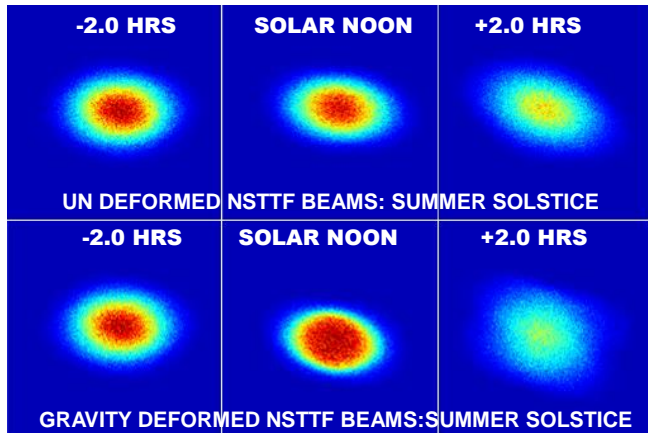 -2.0 HRS SOLAR NOON +2.0 HRS
UN DEFORMED NSTTF BEAMS: SUMMER SOLSTICE
-2.0 HRS SOLAR NOON +2.0 HRS
GRAVITY DEFORMED NSTTF BEAMS:SUMMER SOLSTICE